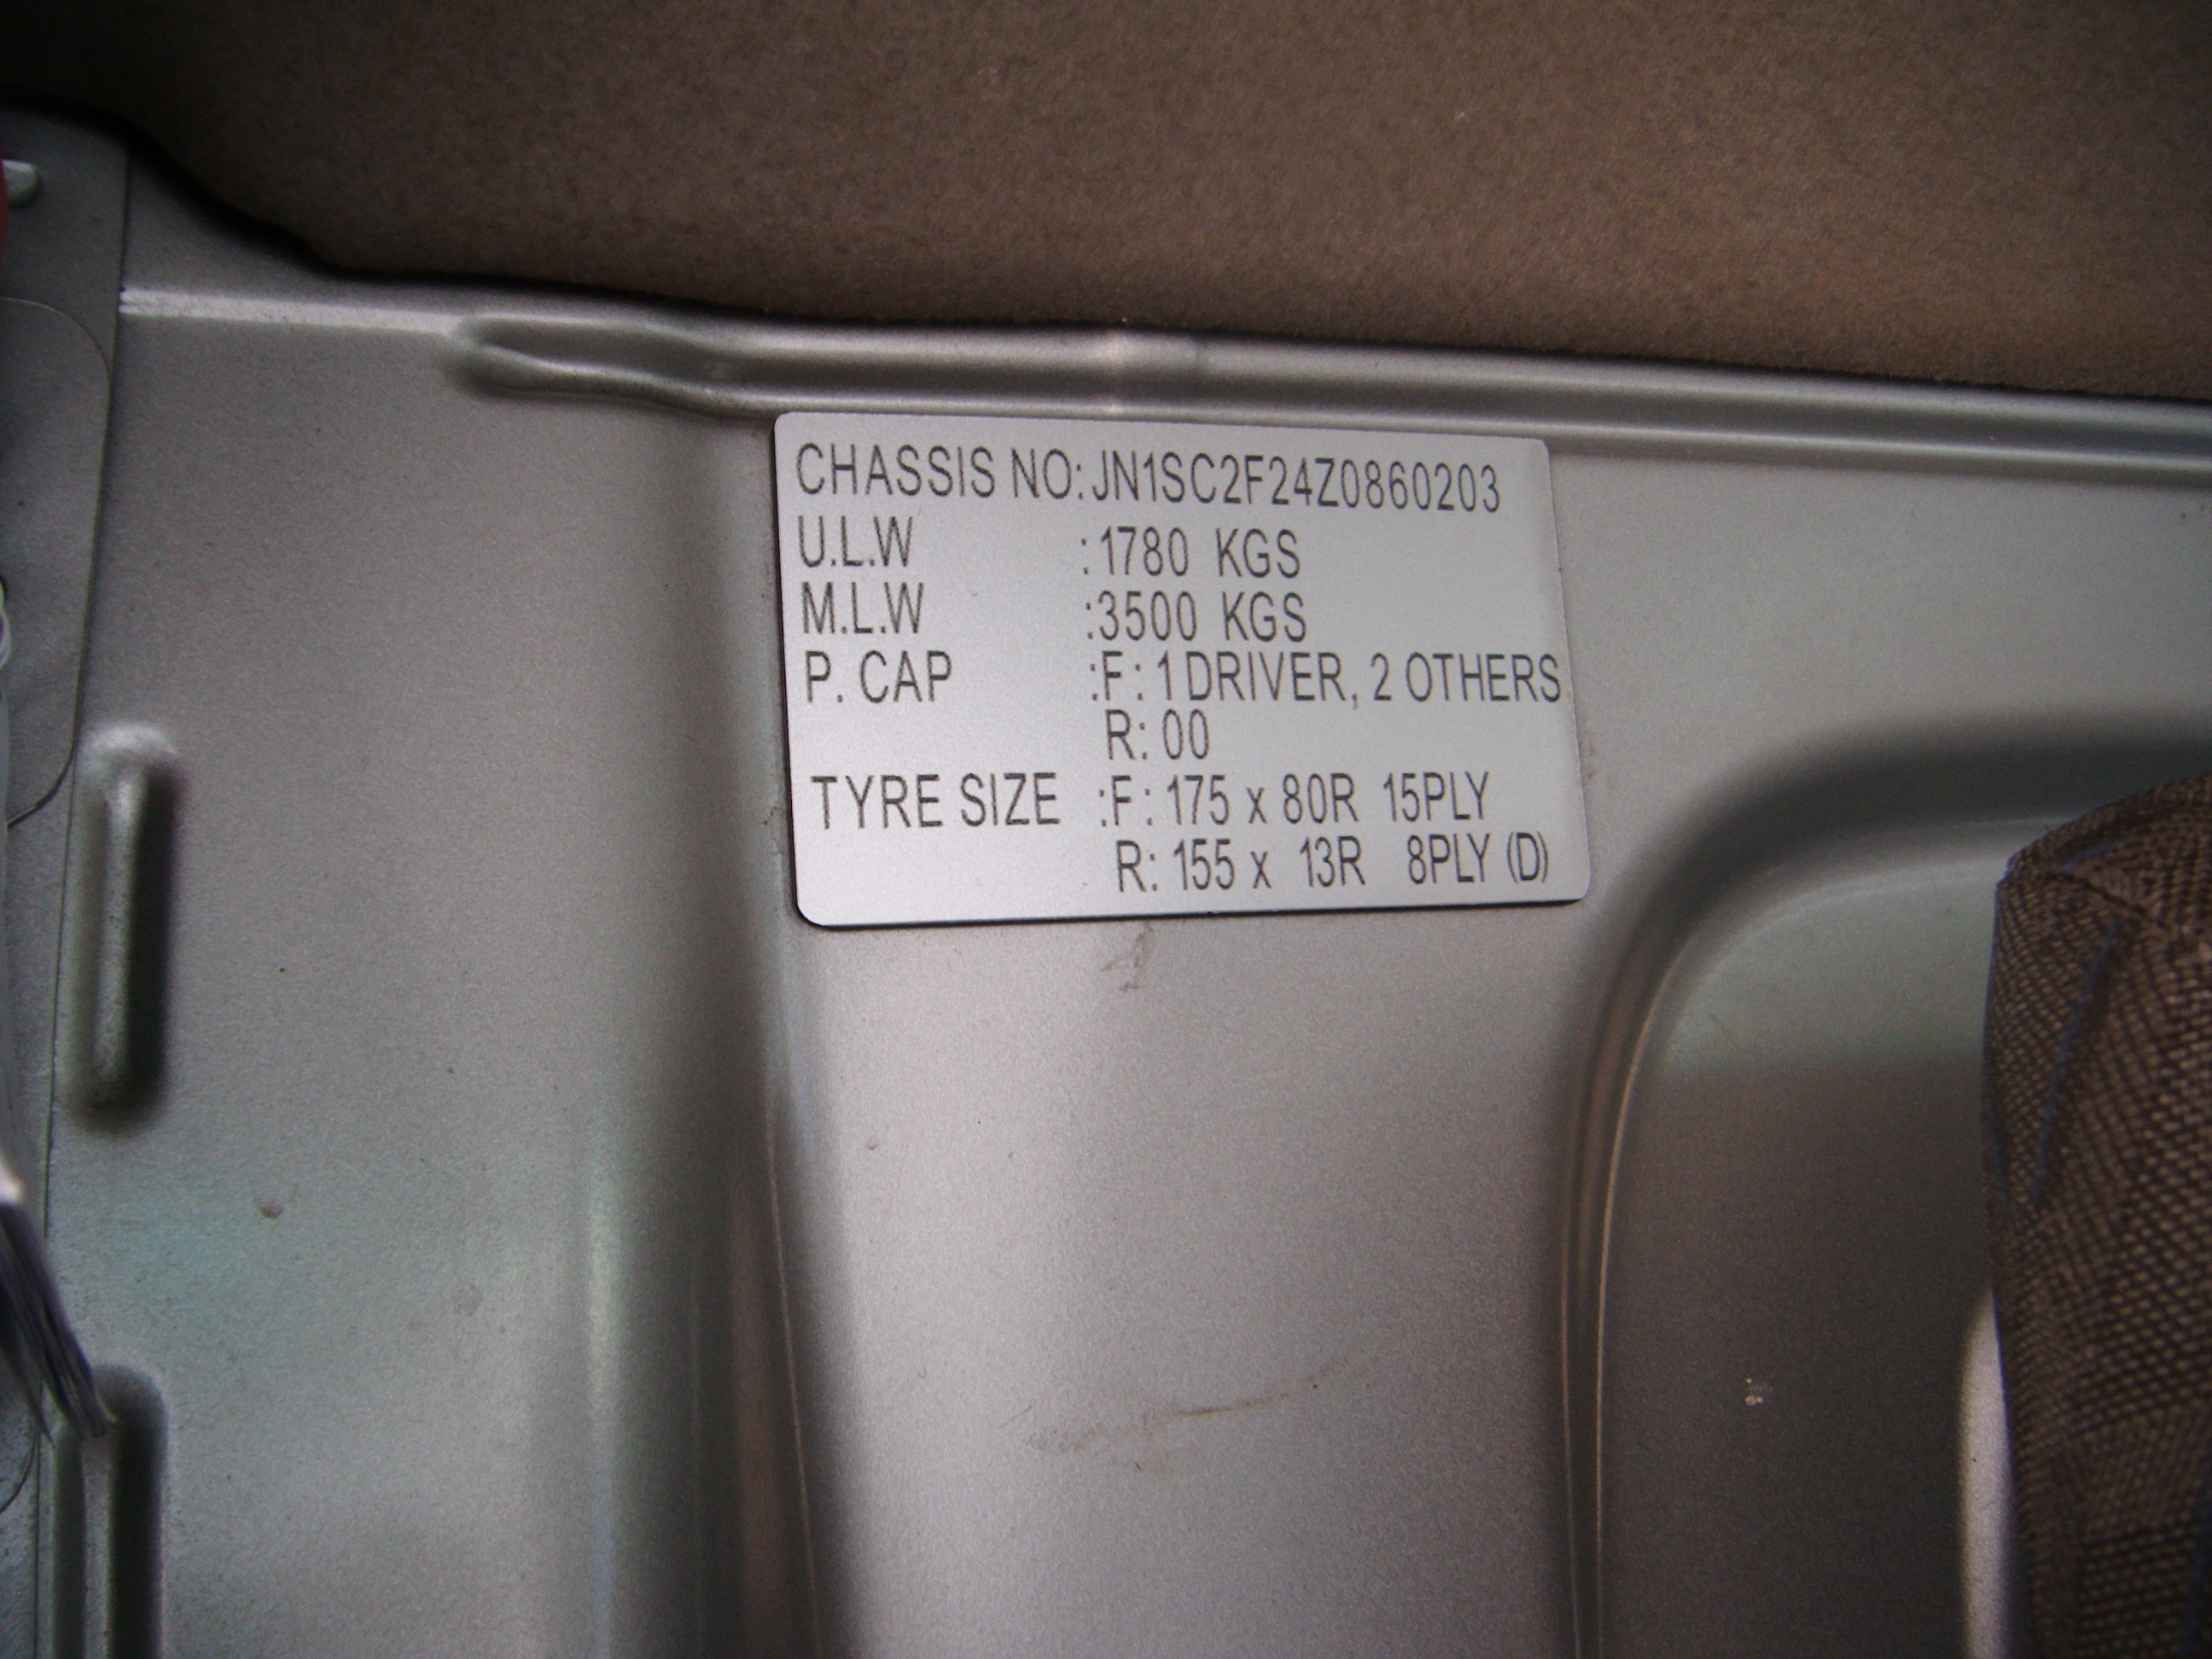 CHASSIS NO: JN1SC2F24Z0860203
U.L.W : 1780 KGS
M.L.W :3500 KGS
P. CAP :F: 1 DRIVER, 2 OTHERS
R: 00
TYRE SIZE :F: 175 x 80R 15PLY
R: 155 x 13R 8PLY (D)